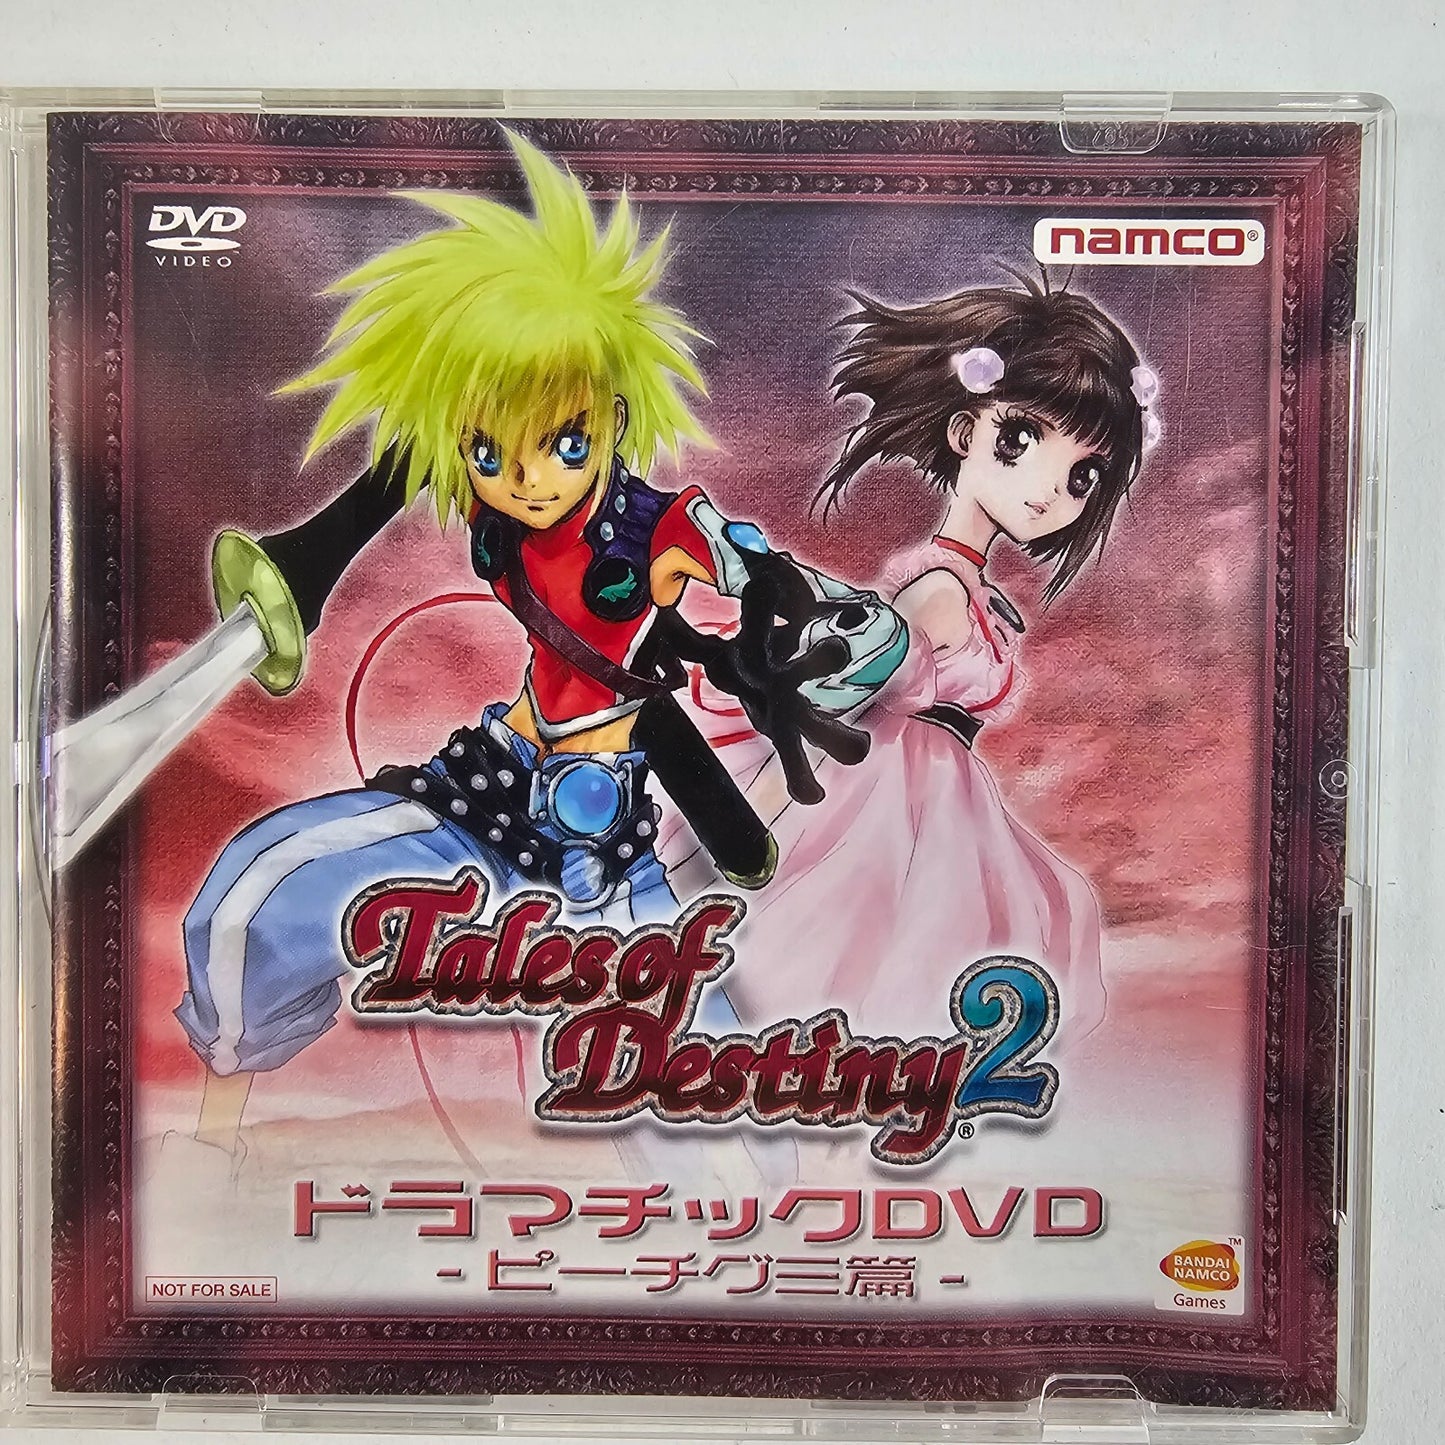 DVD
VIDEO
namco®
Tales of
Destiny 2®
ドラマチックDVD
- ピーチグミ篇 -
NOT FOR SALE
BANDAI
NAMCO
TM
Games